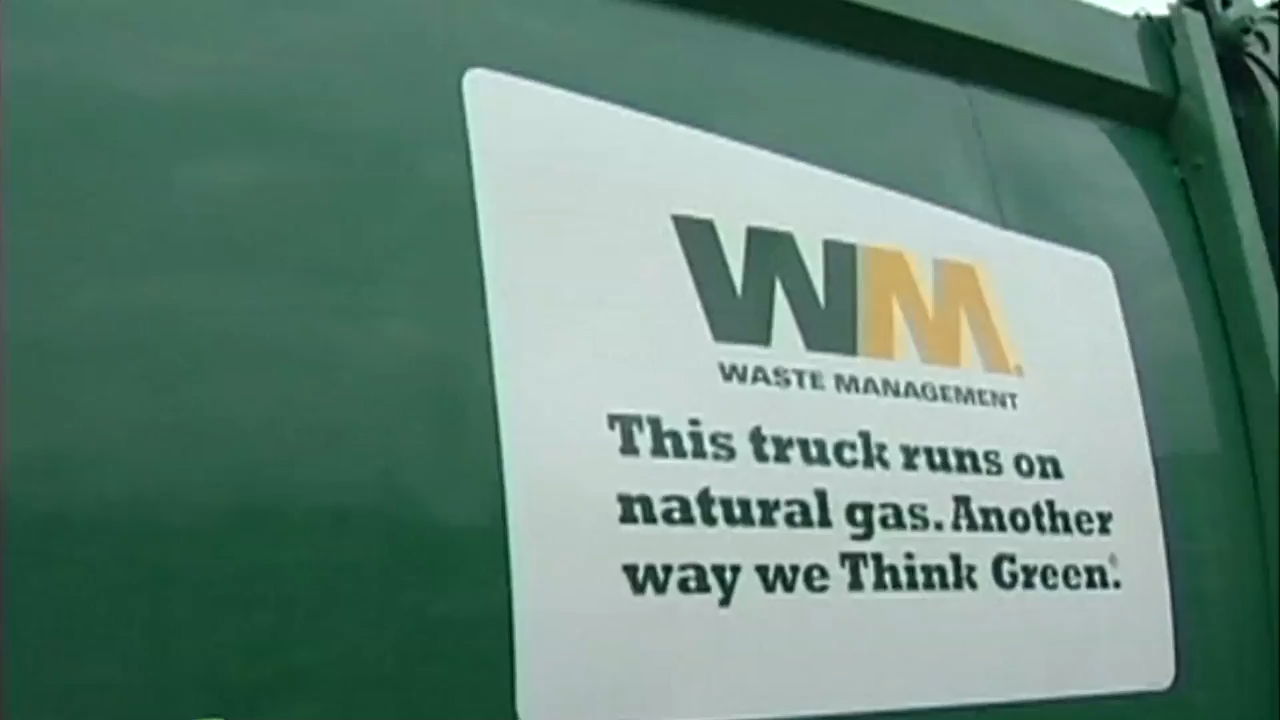 WM
WASTE MANAGEMENT
This truck runs on
natural gas. Another
way we Think Green.®